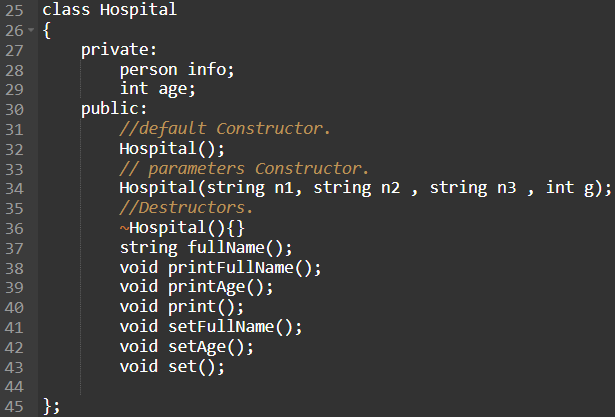 25 class Hospital
26 {
27 private:
28 person info;
29 int age;
30 public:
31 //default Constructor.
32 Hospital();
33 // parameters Constructor.
34 Hospital(string n1, string n2 , string n3 , int g);
35 //Destructors.
36 ~Hospital(){}
37 string fullName();
38 void printFullName();
39 void printAge();
40 void print();
41 void setFullName();
42 void setAge();
43 void set();
44
45 };